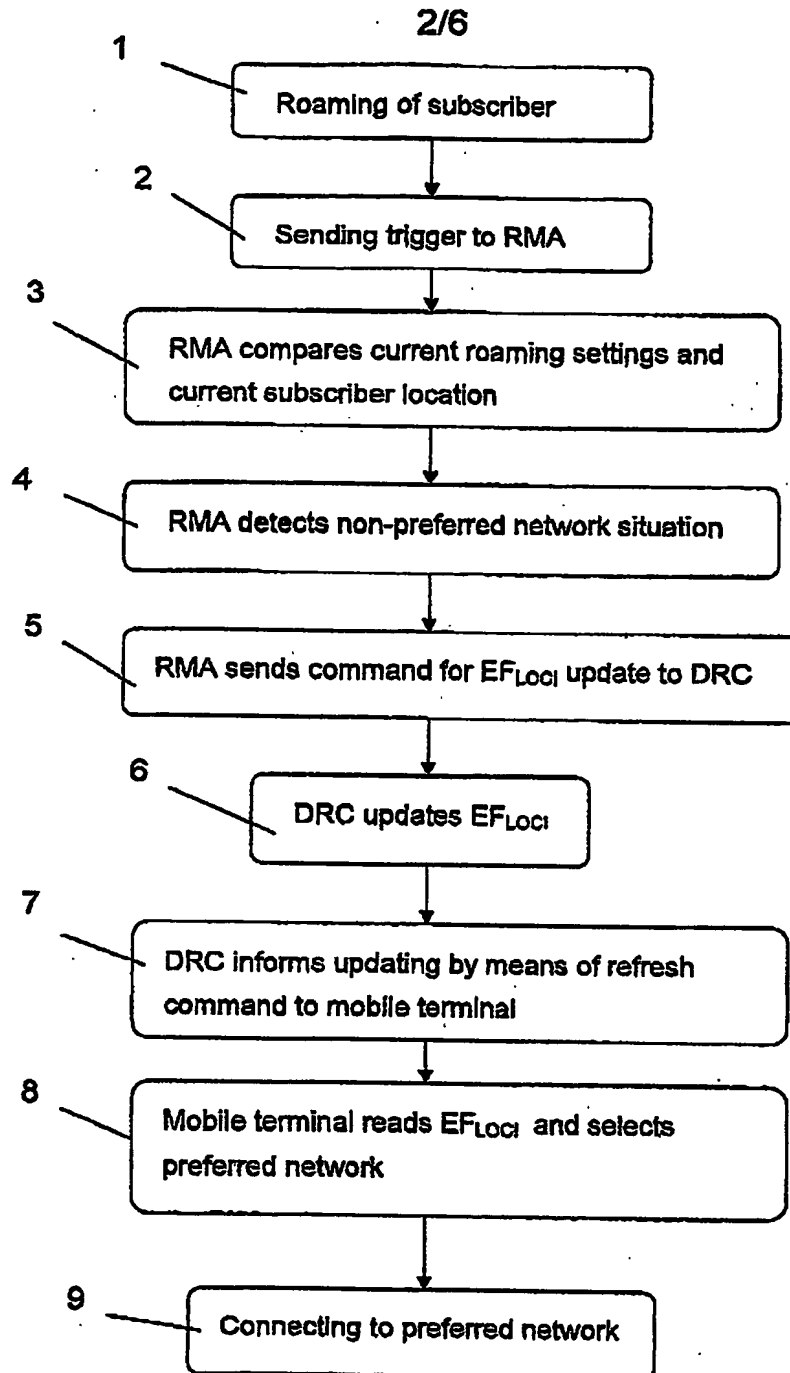 2/6
1
Roaming of subscriber
2
Sending trigger to RMA
3
RMA compares current roaming settings and
current subscriber location
4
RMA detects non-preferred network situation
5
RMA sends command for EFLOCI update to DRC
6
DRC updates EFLOCI
7
DRC informs updating by means of refresh
command to mobile terminal
8
Mobile terminal reads EFLOCI and selects
preferred network
9
Connecting to preferred network